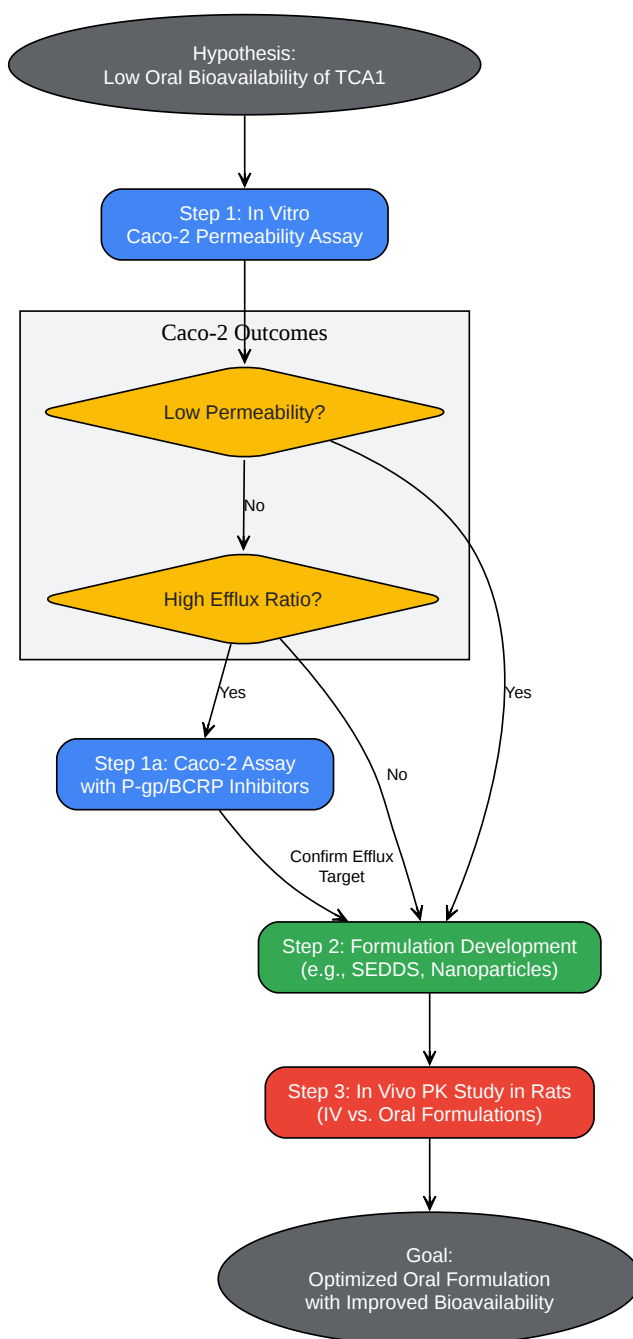 Hypothesis:
Low Oral Bioavailability of TCA1
Step 1: In Vitro
Caco-2 Permeability Assay
Caco-2 Outcomes
Low Permeability?
No
High Efflux Ratio?
Yes
Yes
Step 1a: Caco-2 Assay
with P-gp/BCRP Inhibitors
No
Confirm Efflux
Target
Step 2: Formulation Development
(e.g., SEDDS, Nanoparticles)
Step 3: In Vivo PK Study in Rats
(IV vs. Oral Formulations)
Goal:
Optimized Oral Formulation
with Improved Bioavailability